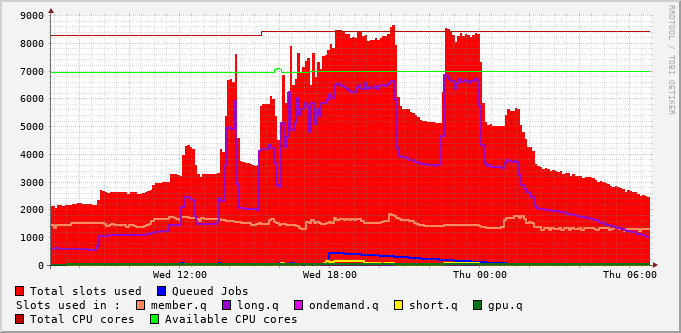 RRDTOOL / TOBI OETIKER
9000
8000
7000
6000
5000
4000
3000
2000
1000
0
Wed 12:00 Wed 18:00 Thu 00:00 Thu 06:00
Total slots used Queued Jobs
Slots used in : member.q long.q ondemand.q short.q gpu.q
Total CPU cores Available CPU cores